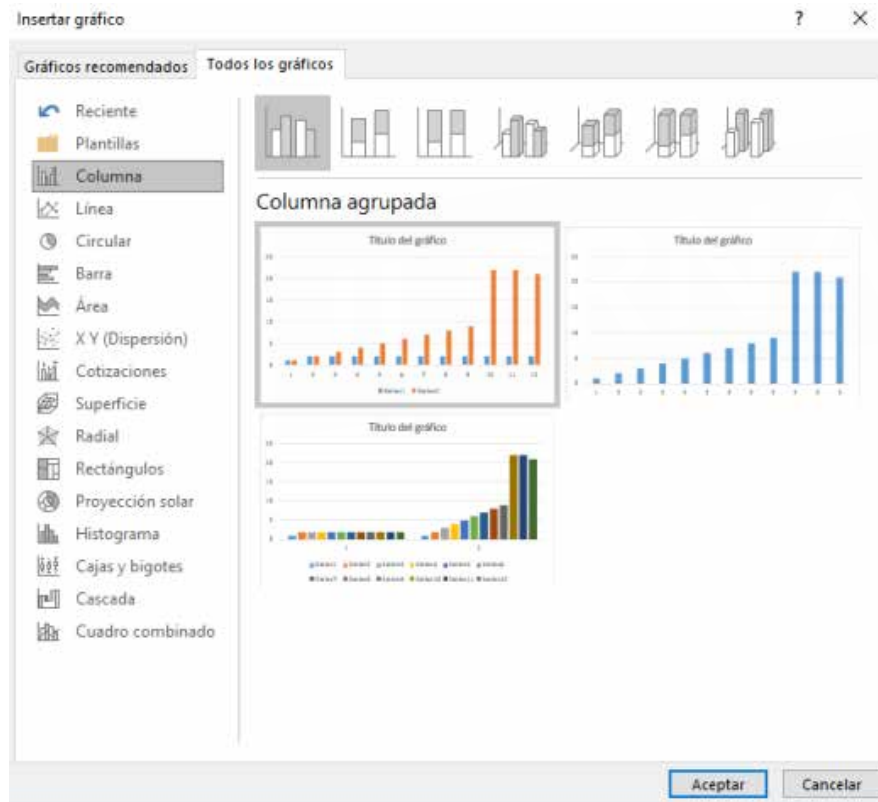 Insertar gráfico
?
Gráficos recomendados
Todos los gráficos
Reciente
Plantillas
Columna
Línea
Circular
Barra
Área
X Y (Dispersión)
Cotizaciones
Superficie
Radial
Rectángulos
Proyección solar
Histograma
Cajas y bigotes
Cascada
Cuadro combinado
Columna agrupada
Título del gráfico
Título del gráfico
Título del gráfico
Aceptar
Cancelar